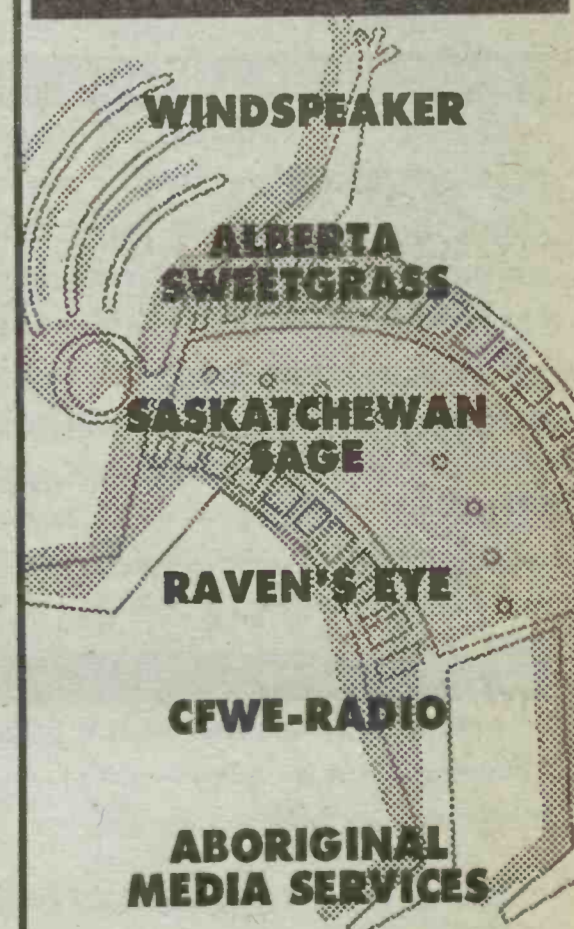 WINDSPEAKER
ALBERTA
SWEETGRASS
SASKATCHEWAN
SAGE
RAVEN'S EYE
CFWE-RADIO
ABORIGINAL
MEDIA SERVICES